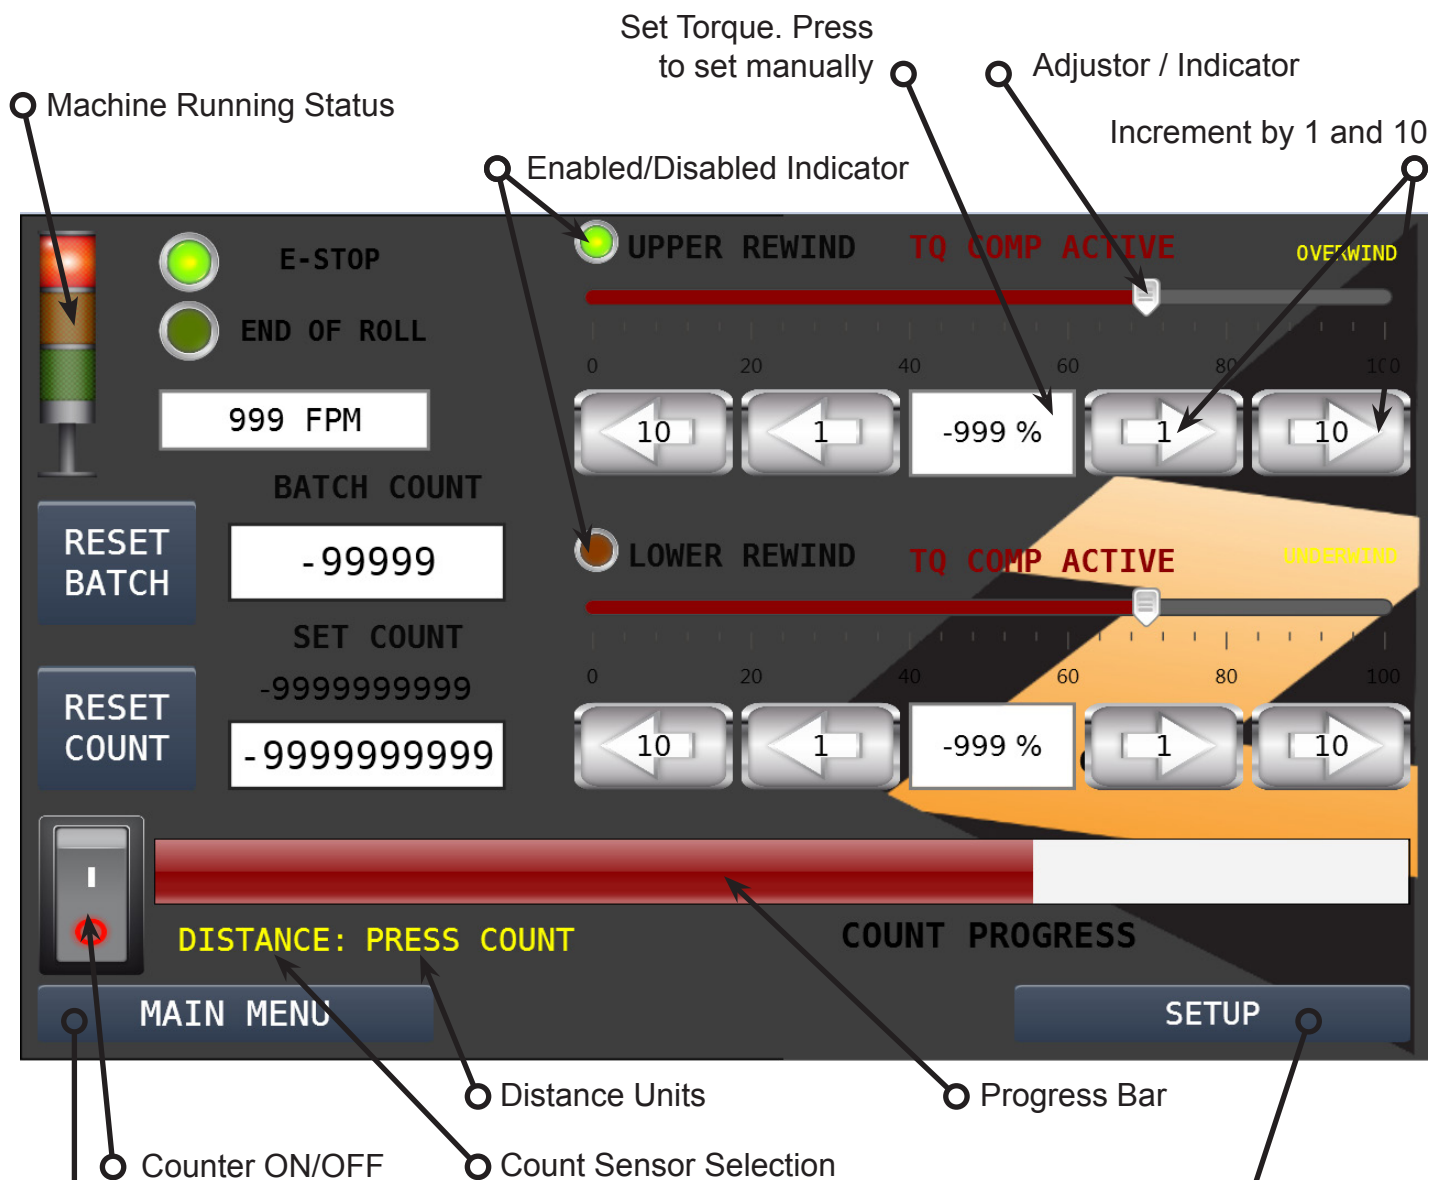 Set Torque. Press
to set manually
Adjustor / Indicator
Machine Running Status
Increment by 1 and 10
Enabled/Disabled Indicator
E-STOP
END OF ROLL
999 FPM
UPPER REWIND
TQ COMP ACTIVE
OVERWIND
0 20 40 60 80 100
10 1 -999 % 1 10
BATCH COUNT
RESET
BATCH
-99999
LOWER REWIND
TQ COMP ACTIVE
UNDERWIND
0 20 40 60 80 100
SET COUNT
-9999999999
RESET
COUNT
-9999999999
10 1 -999 % 1 10
DISTANCE: PRESS COUNT
COUNT PROGRESS
MAIN MENU
SETUP
Distance Units
Progress Bar
Counter ON/OFF
Count Sensor Selection